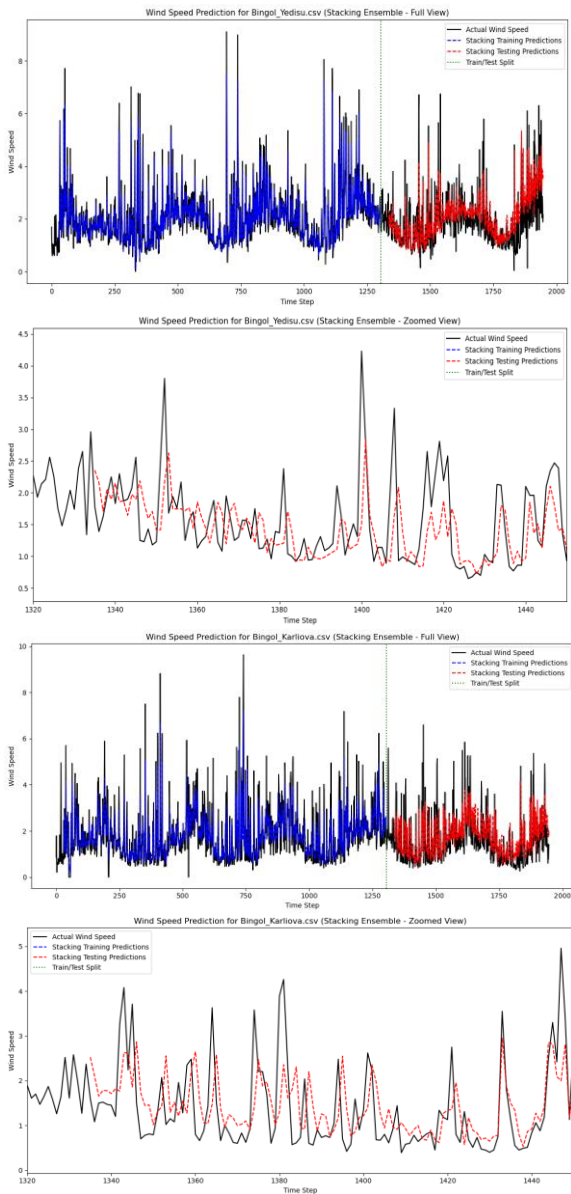 Wind Speed Prediction for Bingol_Yedisu.csv (Stacking Ensemble - Full View)
Actual Wind Speed
Stacking Training Predictions
Stacking Testing Predictions
Train/Test Split
8
6
4
2
0
Wind Speed
0 250 500 750 1000 1250 1500 1750 2000
Time Step
Wind Speed Prediction for Bingol_Yedisu.csv (Stacking Ensemble - Zoomed View)
Actual Wind Speed
Stacking Training Predictions
Stacking Testing Predictions
Train/Test Split
4.5
4.0
3.5
3.0
2.5
2.0
1.5
1.0
0.5
Wind Speed
1320 1340 1360 1380 1400 1420 1440
Time Step
Wind Speed Prediction for Bingol_Karliova.csv (Stacking Ensemble - Full View)
Actual Wind Speed
Stacking Training Predictions
Stacking Testing Predictions
Train/Test Split
10
8
6
4
2
0
Wind Speed
0 250 500 750 1000 1250 1500 1750 2000
Time Step
Wind Speed Prediction for Bingol_Karliova.csv (Stacking Ensemble - Zoomed View)
Actual Wind Speed
Stacking Training Predictions
Stacking Testing Predictions
Train/Test Split
5
4
3
2
1
0
Wind Speed
1320 1340 1360 1380 1400 1420 1440
Time Step